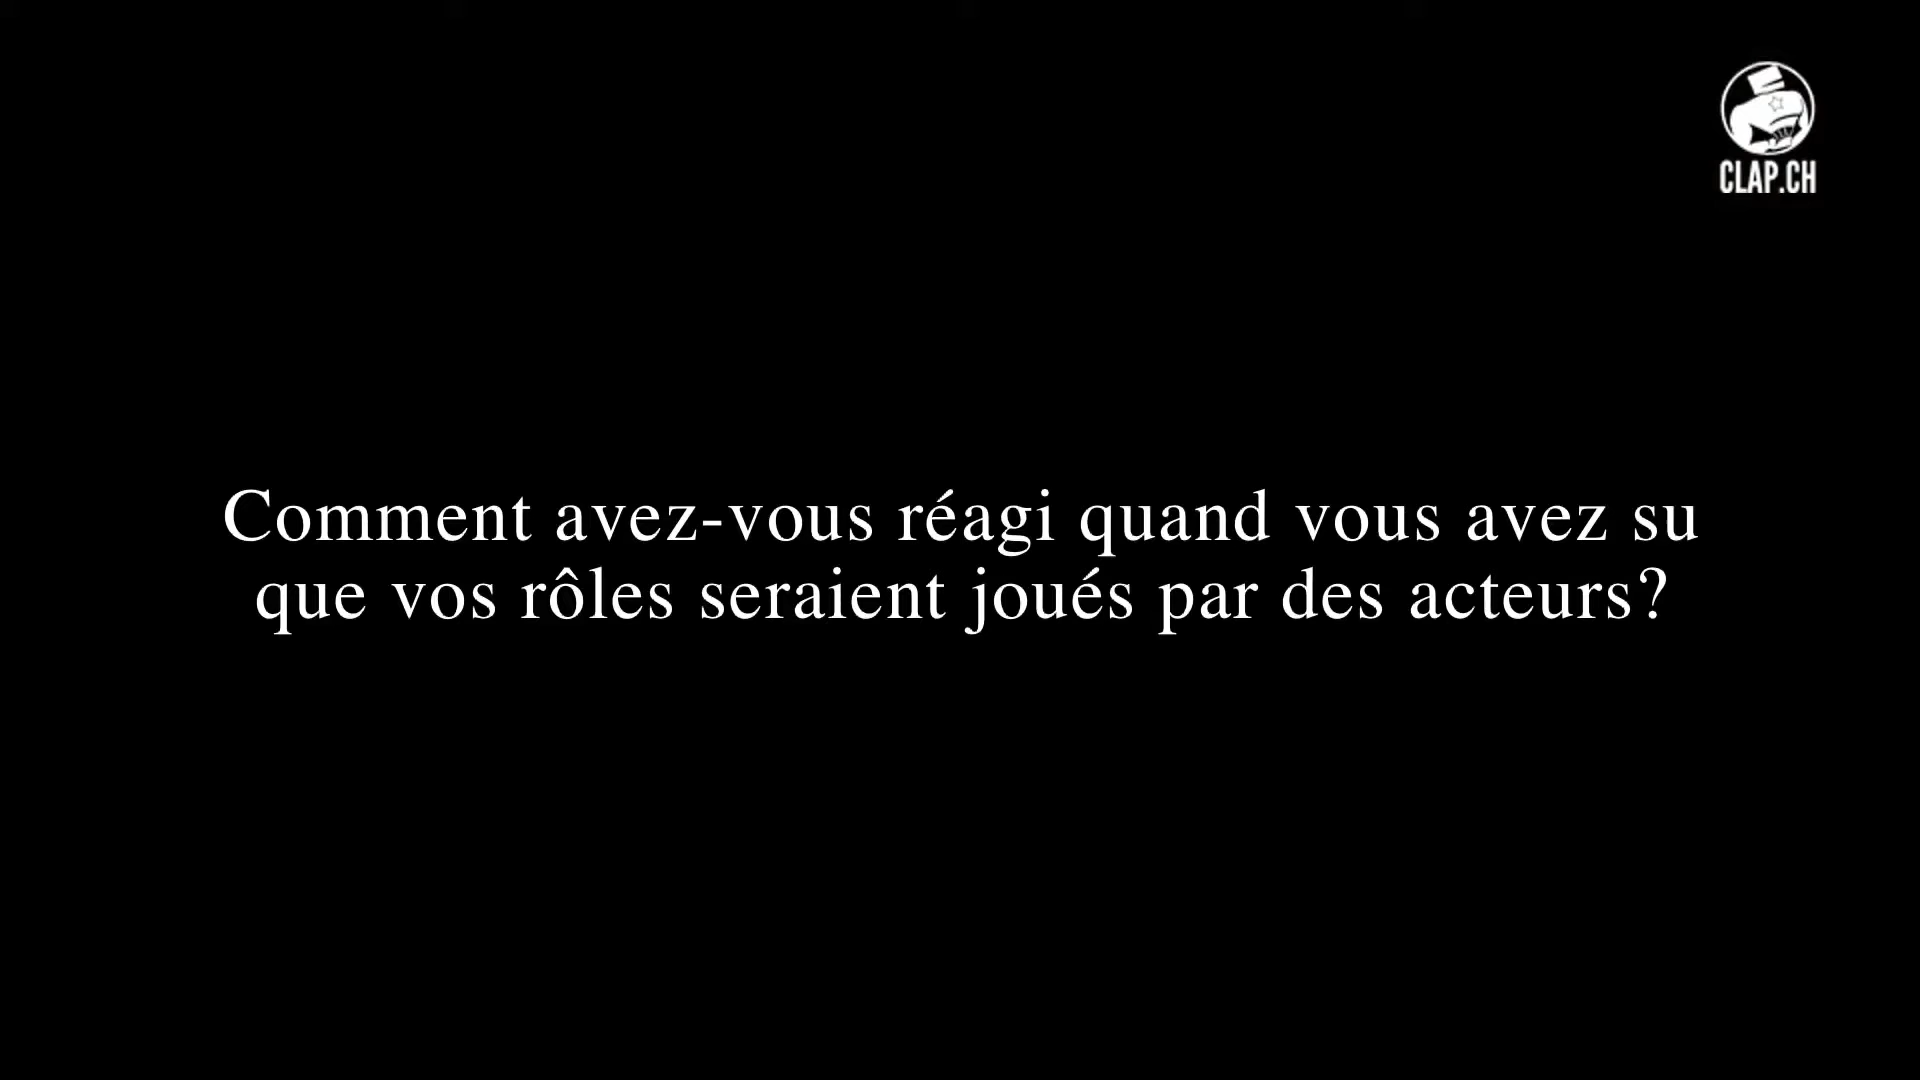 CLAP.CH
Comment avez-vous réagi quand vous avez su
que vos rôles seraient joués par des acteurs?